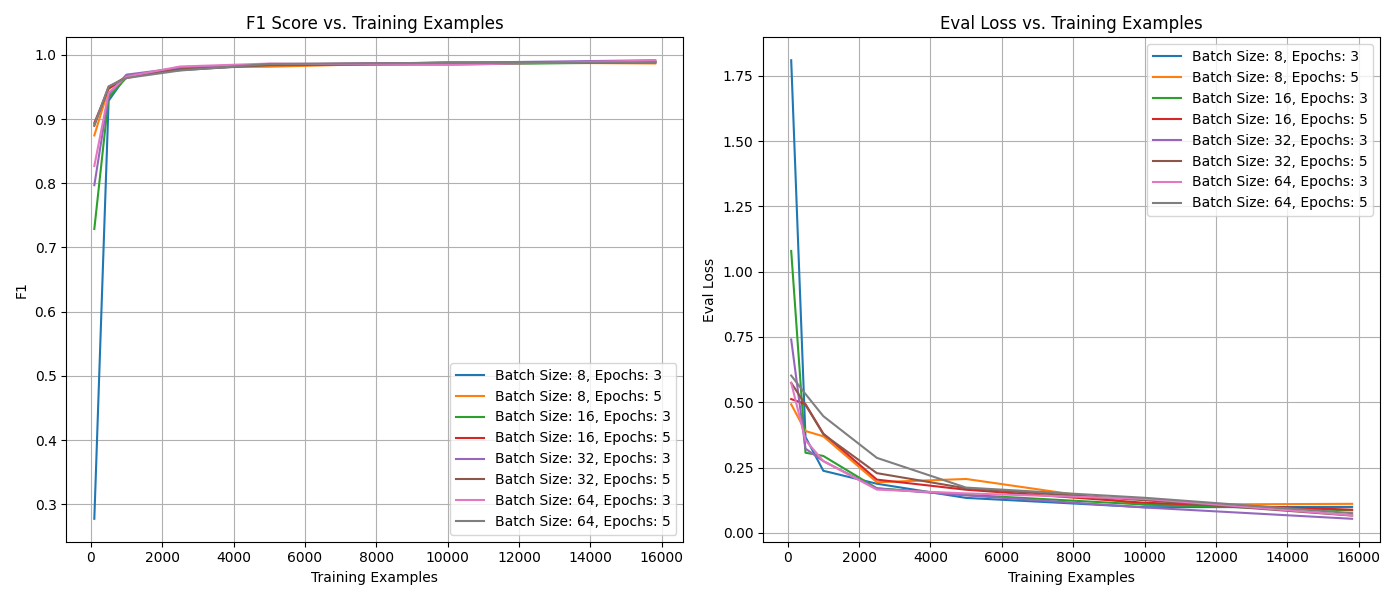 F1 Score vs. Training Examples
1.0
0.9
0.8
0.7
0.6
0.5
0.4
0.3
F1
Batch Size: 8, Epochs: 3
Batch Size: 8, Epochs: 5
Batch Size: 16, Epochs: 3
Batch Size: 16, Epochs: 5
Batch Size: 32, Epochs: 3
Batch Size: 32, Epochs: 5
Batch Size: 64, Epochs: 3
Batch Size: 64, Epochs: 5
0 2000 4000 6000 8000 10000 12000 14000 16000
Training Examples
Eval Loss vs. Training Examples
1.75
1.50
1.25
1.00
0.75
0.50
0.25
0.00
Eval Loss
Batch Size: 8, Epochs: 3
Batch Size: 8, Epochs: 5
Batch Size: 16, Epochs: 3
Batch Size: 16, Epochs: 5
Batch Size: 32, Epochs: 3
Batch Size: 32, Epochs: 5
Batch Size: 64, Epochs: 3
Batch Size: 64, Epochs: 5
0 2000 4000 6000 8000 10000 12000 14000 16000
Training Examples